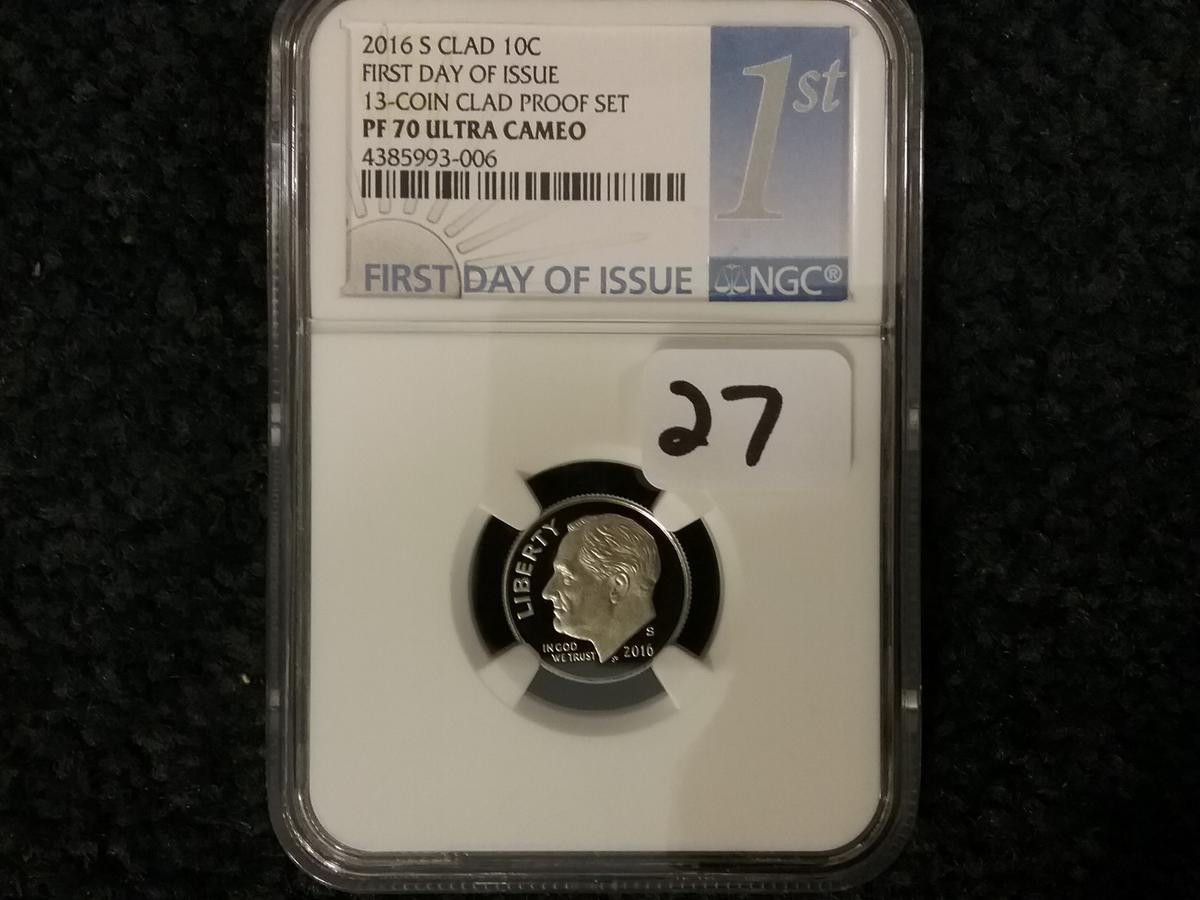 2016 S CLAD 10C
FIRST DAY OF ISSUE
13-COIN CLAD PROOF SET
PF 70 ULTRA CAMEO
4385993-006
1st
FIRST DAY OF ISSUE
NGC®
27
LIBERTY
IN GOD
WE TRUST
S
2016